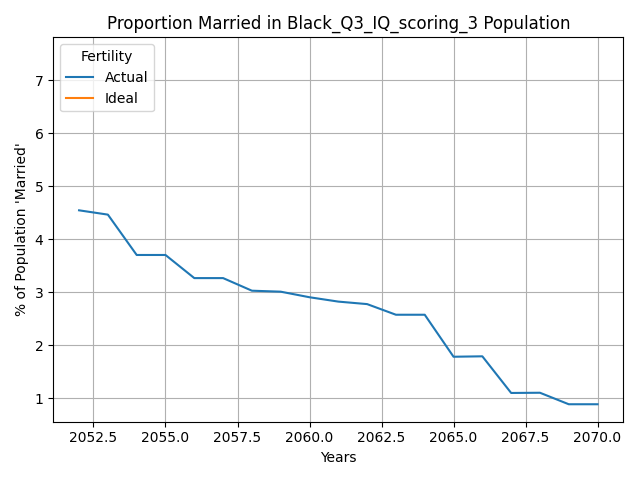 Proportion Married in Black_Q3_IQ_scoring_3 Population
Fertility
Actual
Ideal
% of Population 'Married'
7
6
5
4
3
2
1
2052.5 2055.0 2057.5 2060.0 2062.5 2065.0 2067.5 2070.0
Years